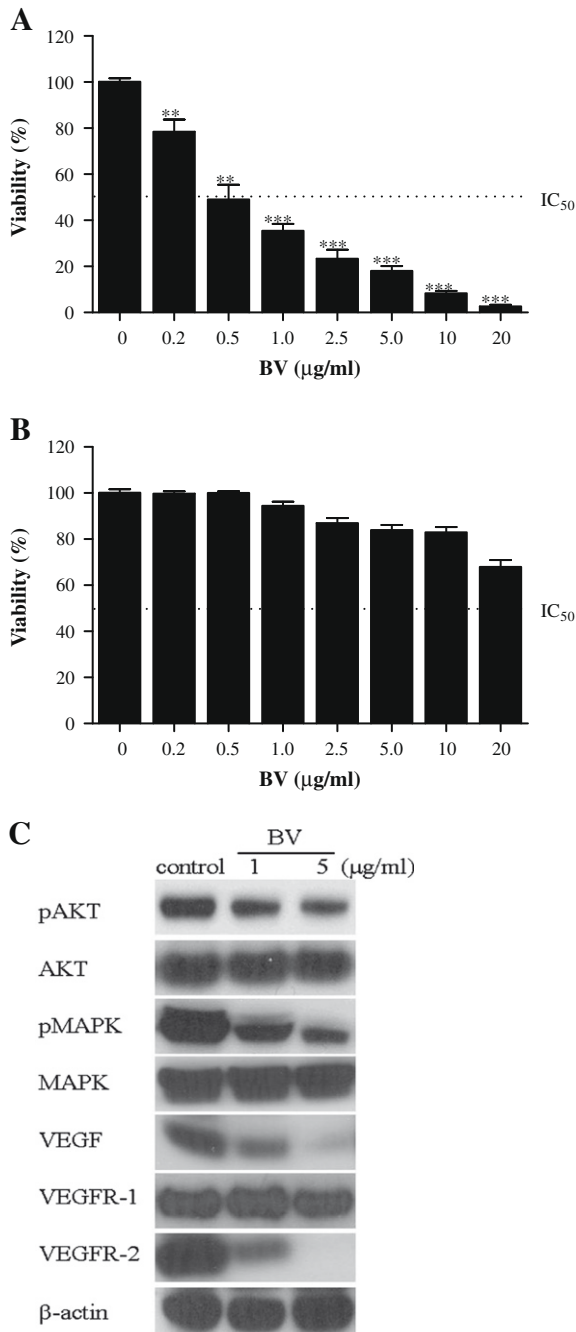 A
120
100
80
60
40
20
0
Viability (%)
**
**
***
***
***
***
***
IC50
0 0.2 0.5 1.0 2.5 5.0 10 20
BV (μg/ml)
B
120
100
80
60
40
20
0
Viability (%)
IC50
0 0.2 0.5 1.0 2.5 5.0 10 20
BV (μg/ml)
C
BV
control 1 5 (μg/ml)
pAKT
AKT
pMAPK
MAPK
VEGF
VEGFR-1
VEGFR-2
β-actin